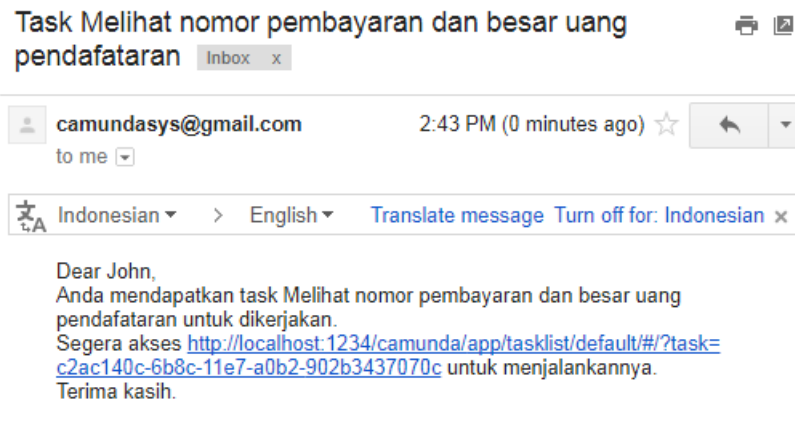 Task Melihat nomor pembayaran dan besar uang
pendafataran Inbox x
camundasys@gmail.com 2:43 PM (0 minutes ago)
to me
Indonesian > English Translate message Turn off for: Indonesian x
Dear John,
Anda mendapatkan task Melihat nomor pembayaran dan besar uang
pendafataran untuk dikerjakan.
Segera akses http://localhost:1234/camunda/app/tasklist/default/#/?task=
c2ac140c-6b8c-11e7-a0b2-902b3437070c untuk menjalankannya.
Terima kasih.